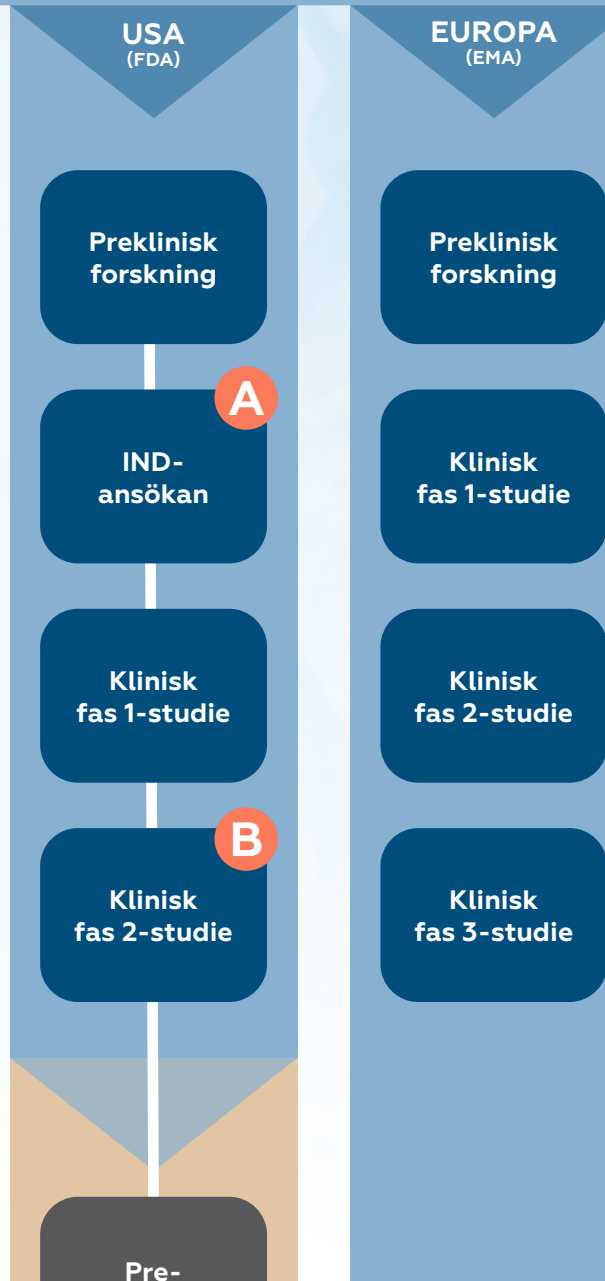 USA
(FDA)
Preklinisk
forskning
A
IND-
ansökan
Klinisk
fas 1-studie
B
Klinisk
fas 2-studie
Pre-
EUROPA
(EMA)
Preklinisk
forskning
Klinisk
fas 1-studie
Klinisk
fas 2-studie
Klinisk
fas 3-studie